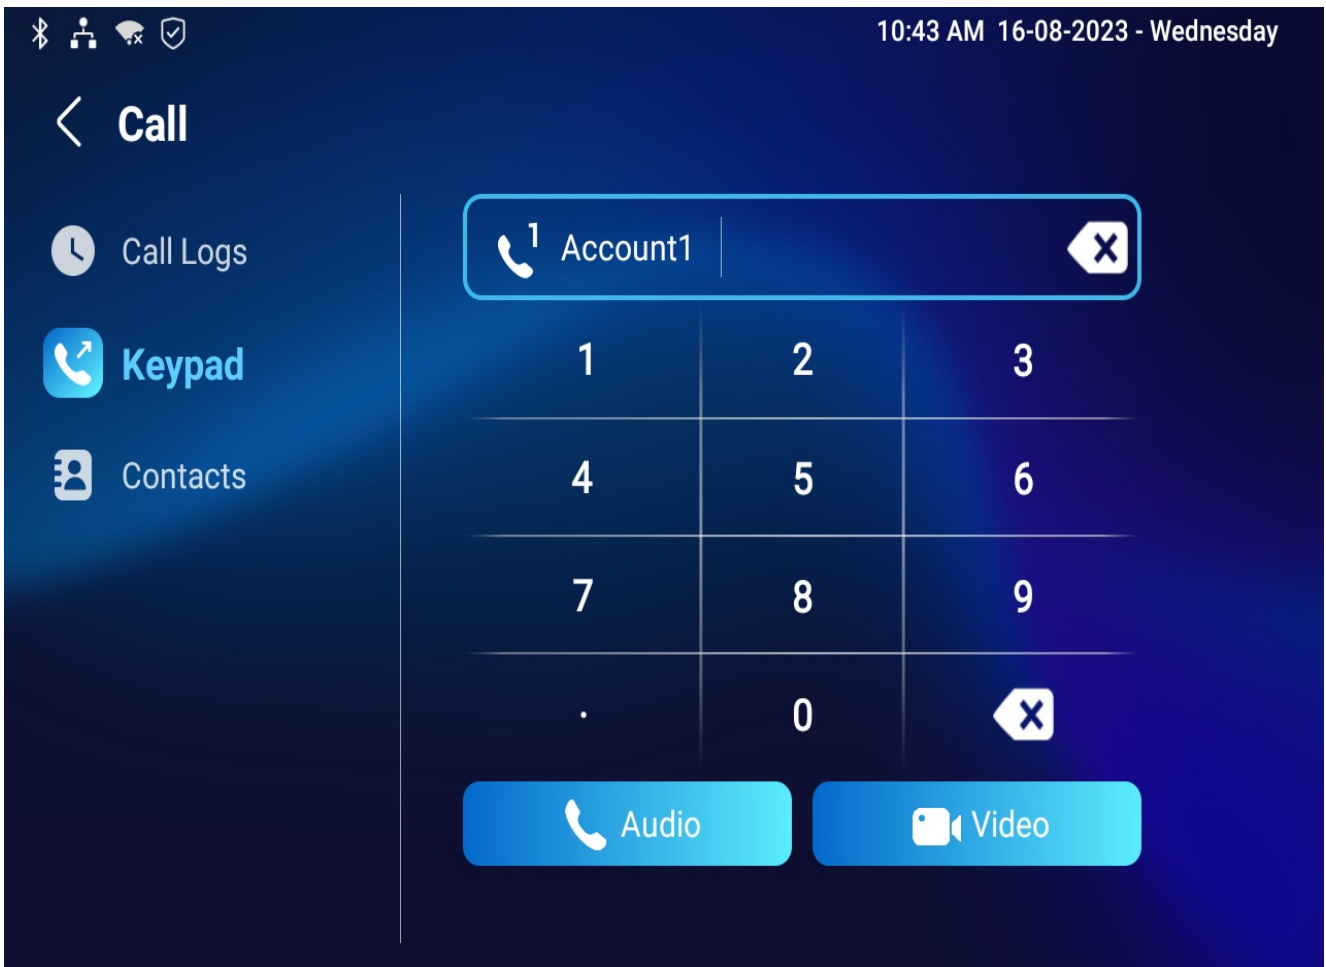 10:43 AM 16-08-2023 - Wednesday
Call
Call Logs
Keypad
Contacts
1 Account1
1 2 3
4 5 6
7 8 9
. 0
Audio Video